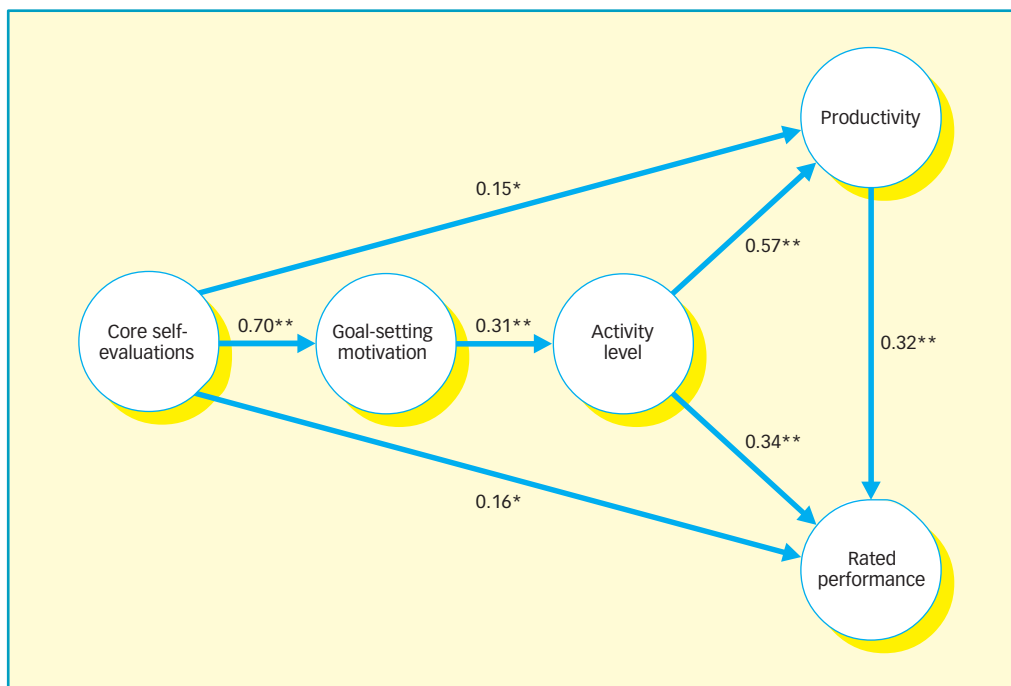 Productivity
0.15*
0.57**
Core self-
evaluations
0.70**
Goal-setting
motivation
0.31**
Activity
level
0.32**
0.34**
0.16*
Rated
performance